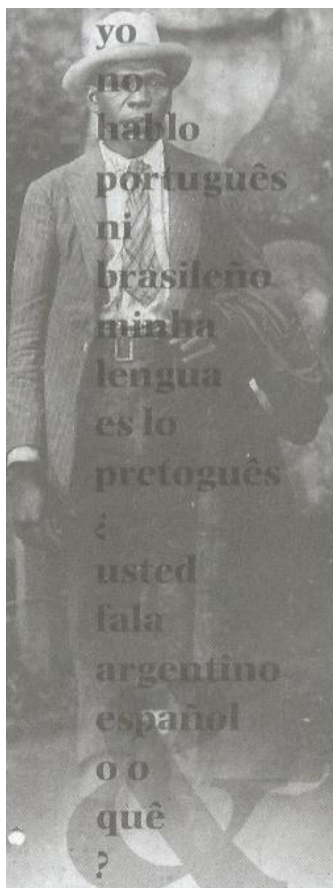 yo
no
hablo
português
ni
brasileño
minha
lengua
es lo
pretoguês
¿
usted
fala
argentino
español
o o
quê
?